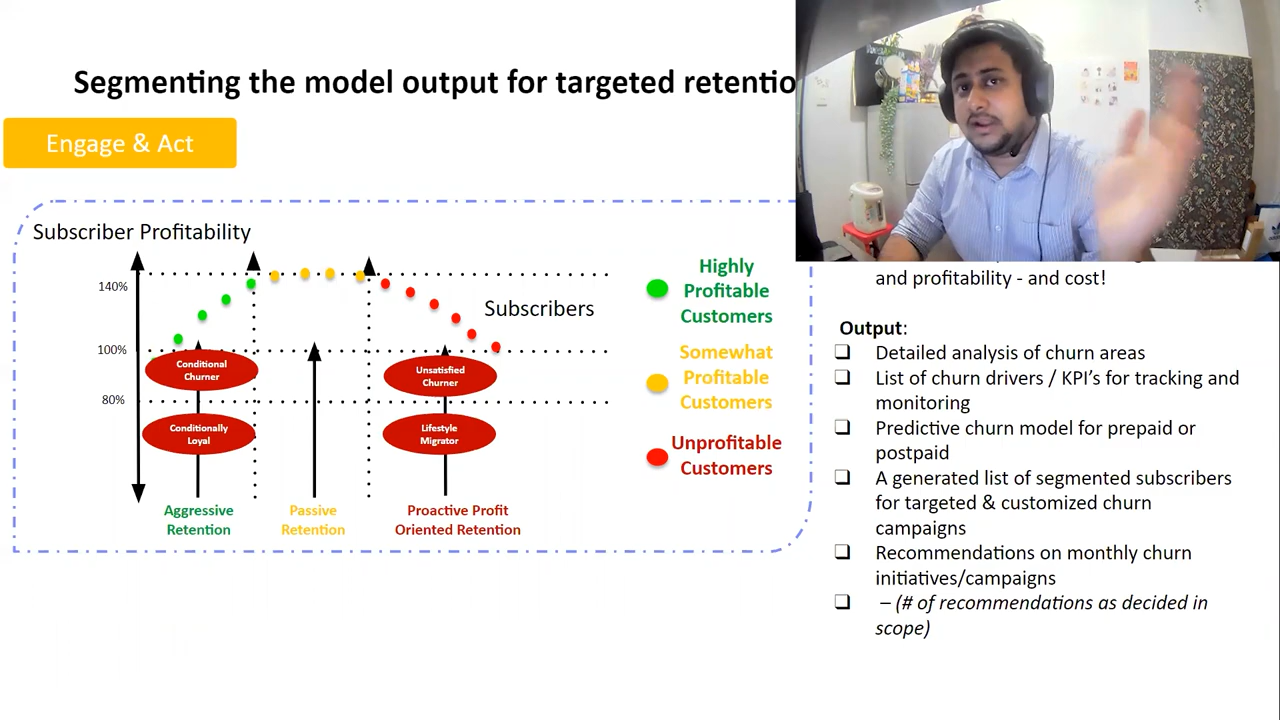 Segmenting the model output for targeted retentio
Engage & Act
Subscriber Profitability
140%
100%
80%
Subscribers
Conditional
Churner
Conditionally
Loyal
Unsatisfied
Churner
Lifestyle
Migrator
Aggressive
Retention
Passive
Retention
Proactive Profit
Oriented Retention
Highly
Profitable
Customers
Somewhat
Profitable
Customers
Unprofitable
Customers
and profitability - and cost!
Output:
Detailed analysis of churn areas
List of churn drivers / KPI's for tracking and
monitoring
Predictive churn model for prepaid or
postpaid
A generated list of segmented subscribers
for targeted & customized churn
campaigns
Recommendations on monthly churn
initiatives/campaigns
– (# of recommendations as decided in
scope)